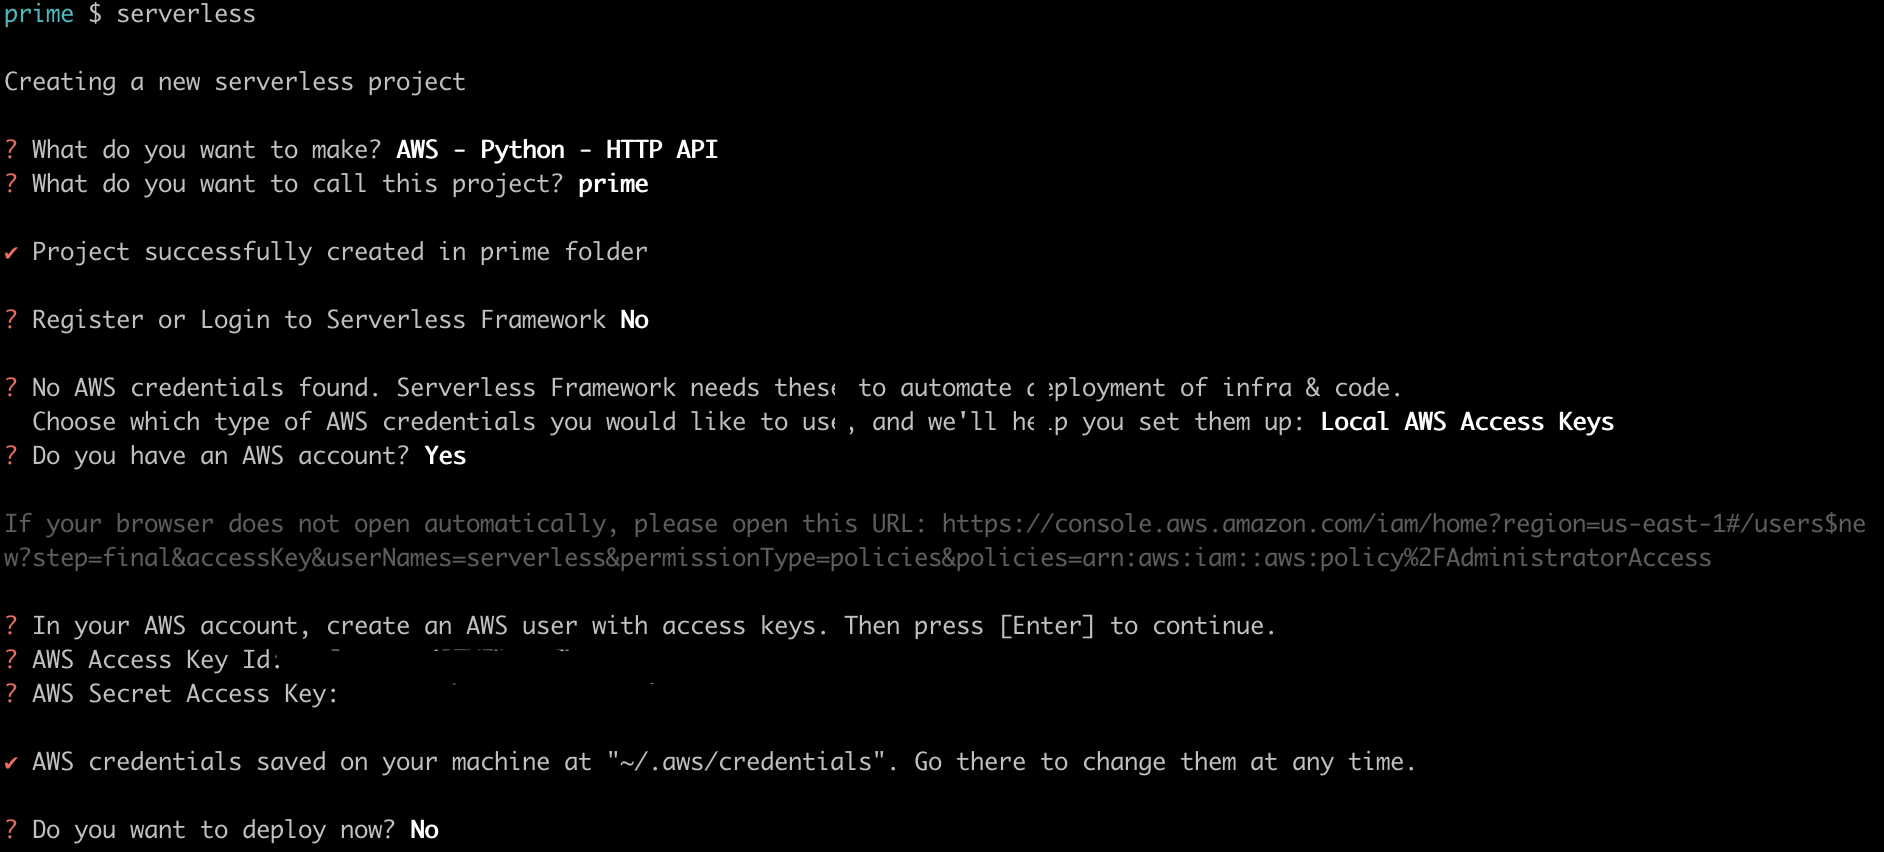 prime $ serverless
Creating a new serverless project
? What do you want to make? AWS - Python - HTTP API
? What do you want to call this project? prime
✔ Project successfully created in prime folder
? Register or Login to Serverless Framework No
? No AWS credentials found. Serverless Framework needs these to automate deployment of infra & code.
Choose which type of AWS credentials you would like to use, and we'll help you set them up: Local AWS Access Keys
? Do you have an AWS account? Yes
If your browser does not open automatically, please open this URL: https://console.aws.amazon.com/iam/home?region=us-east-1#/users$ne
w?step=final&accessKey&userNames=serverless&permissionType=policies&policies=arn:aws:iam::aws:policy%2FAdministratorAccess
? In your AWS account, create an AWS user with access keys. Then press [Enter] to continue.
? AWS Access Key Id:
? AWS Secret Access Key:
✔ AWS credentials saved on your machine at "~/.aws/credentials". Go there to change them at any time.
? Do you want to deploy now? No